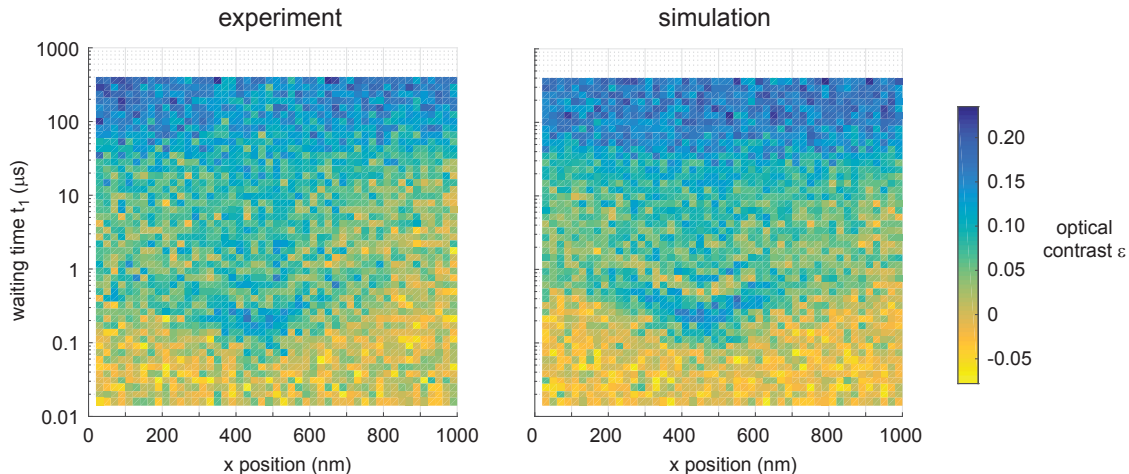 experiment
simulation
1000
100
10
1
0.1
0.01
waiting time t₁ (μs)
0 200 400 600 800 1000
x position (nm)
0 200 400 600 800 1000
x position (nm)
0.20
0.15
0.10
0.05
0
-0.05
optical
contrast ε